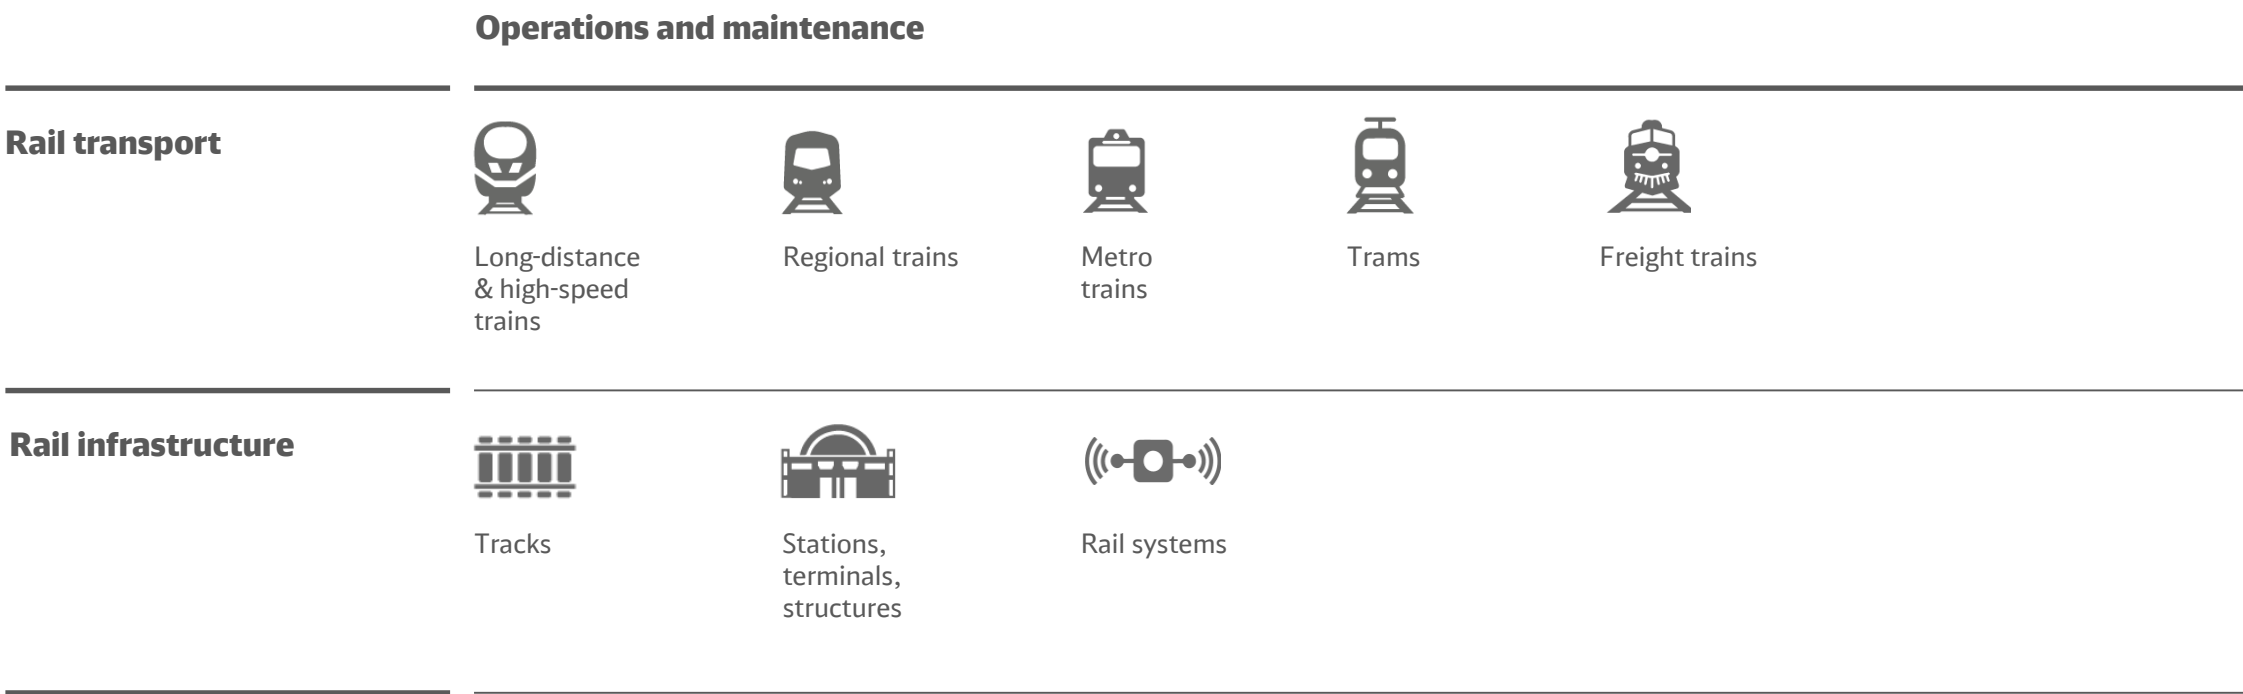 Operations and maintenance
Rail transport
Long-distance
& high-speed
trains
Regional trains
Metro
trains
Trams
Freight trains
Rail infrastructure
Tracks
Stations,
terminals,
structures
Rail systems